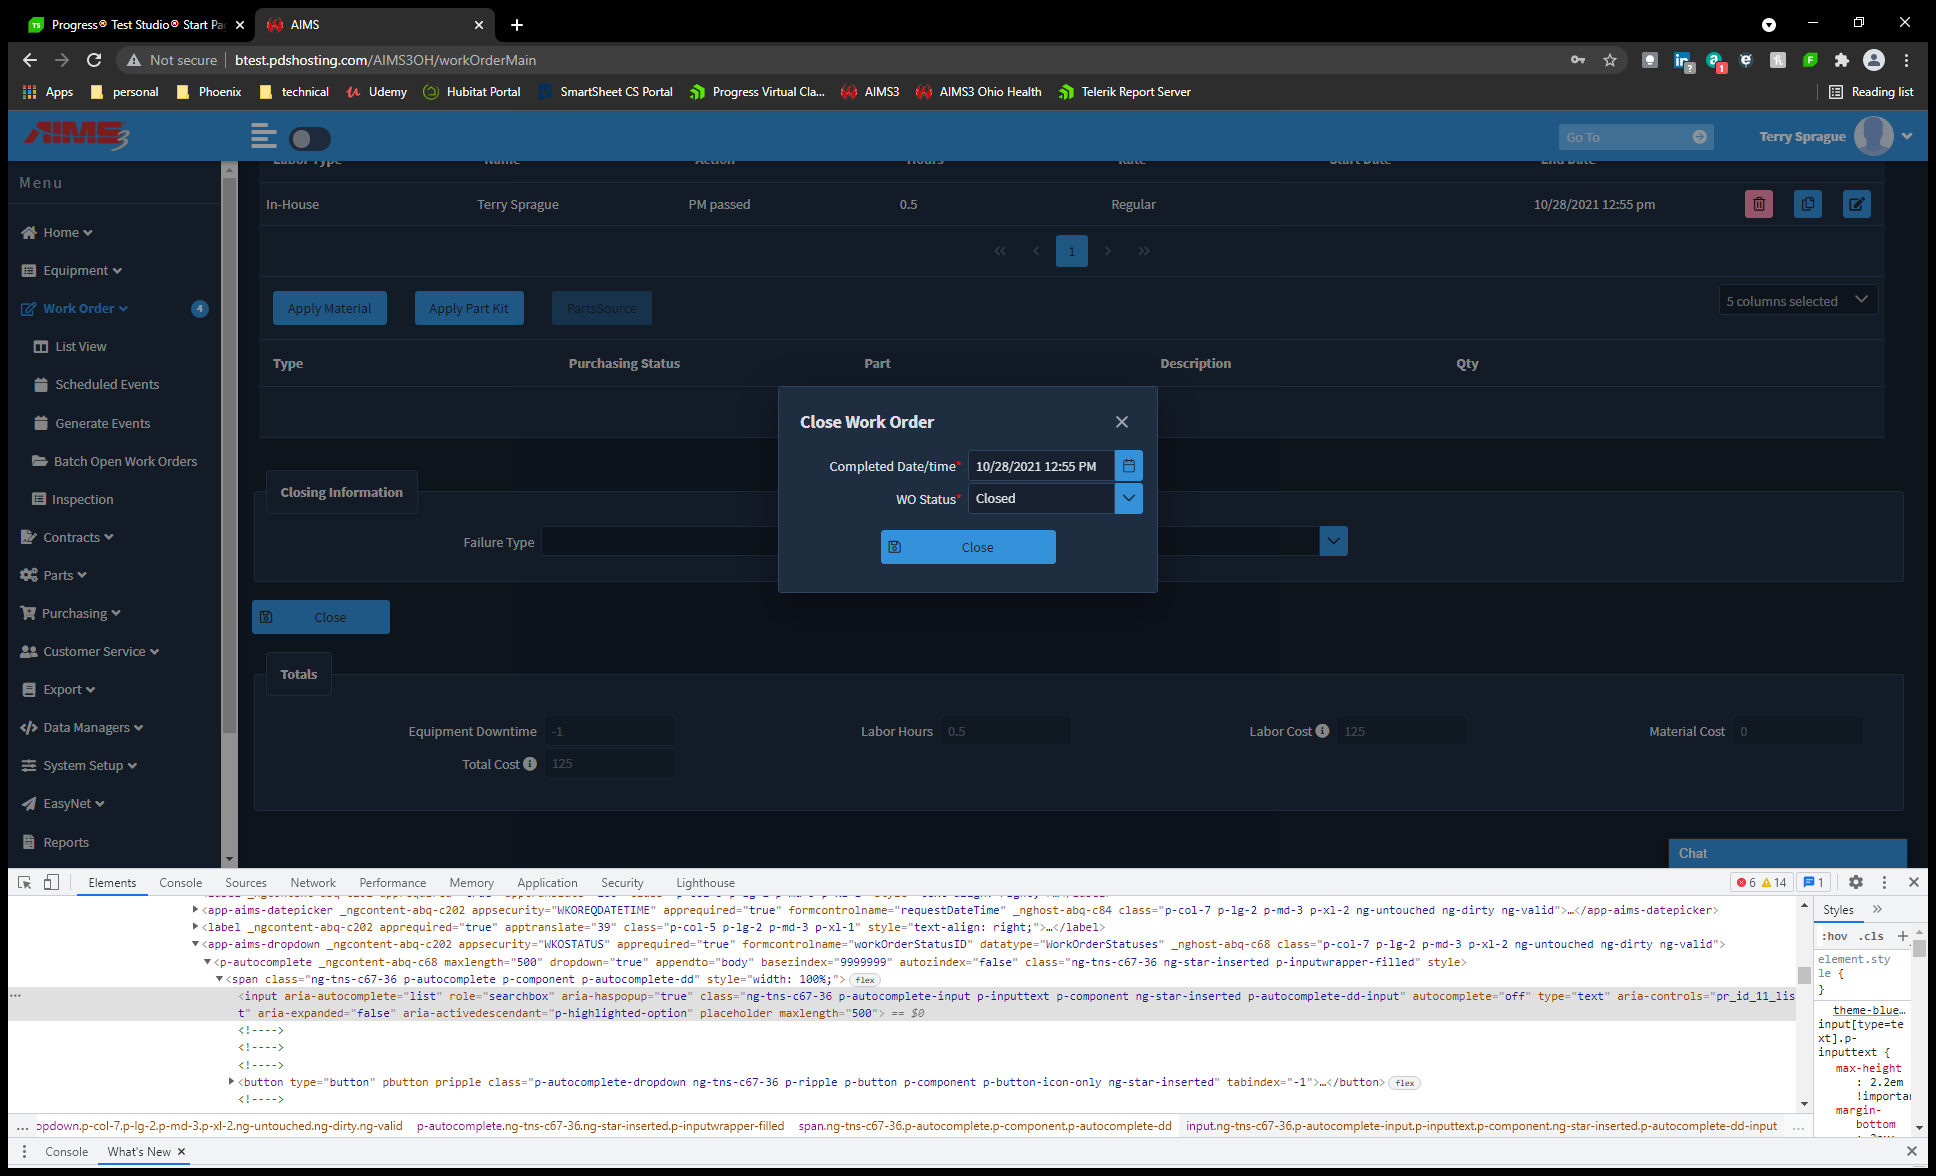 Progress® Test Studio® Start Pa
AIMS
Not secure
btest.pdshosting.com/AIMS3OH/workOrderMain
Apps
personal
Phoenix
technical
Udemy
Hubitat Portal
SmartSheet CS Portal
Progress Virtual Cla...
AIMS3
AIMS3 Ohio Health
Telerik Report Server
Reading list
AIMS3
Go To
Terry Sprague
Menu
Labor Type Name Action Hours Rate Start Date End Date
In-House Terry Sprague PM passed 0.5 Regular 10/28/2021 12:55 pm
« ‹ 1 › »
Home
Equipment
Work Order 4
List View
Scheduled Events
Generate Events
Batch Open Work Orders
Inspection
Contracts
Parts
Purchasing
Customer Service
Export
Data Managers
System Setup
EasyNet
Reports
Apply Material Apply Part Kit PartsSource
5 columns selected
Type Purchasing Status Part Description Qty
Close Work Order
Completed Date/time* 10/28/2021 12:55 PM
WO Status* Closed
Close
Closing Information
Failure Type
Close
Totals
Equipment Downtime -1 Labor Hours 0.5 Labor Cost 125 Material Cost 0
Total Cost 125
Chat
Elements Console Sources Network Performance Memory Application Security Lighthouse
6 14 1
<app-aims-datepicker _ngcontent-abq-c202 appsecurity="WKOREQDATETIME" apprequired="true" formcontrolname="requestDateTime" _nghost-abq-c84 class="p-col-7 p-lg-2 p-md-3 p-xl-2 ng-untouched ng-dirty ng-valid">…</app-aims-datepicker>
<label _ngcontent-abq-c202 apprequired="true" apptranslate="39" class="p-col-5 p-lg-2 p-md-3 p-xl-1" style="text-align: right;">…</label>
<app-aims-dropdown _ngcontent-abq-c202 appsecurity="WKOSTATUS" apprequired="true" formcontrolname="workOrderStatusID" datatype="WorkOrderStatuses" _nghost-abq-c68 class="p-col-7 p-lg-2 p-md-3 p-xl-2 ng-untouched ng-dirty ng-valid">
<p-autocomplete _ngcontent-abq-c68 maxlength="500" dropdown="true" appendto="body" basezindex="9999999" autozindex="false" class="ng-tns-c67-36 ng-star-inserted p-inputwrapper-filled" style>
<span class="ng-tns-c67-36 p-autocomplete p-component p-autocomplete-dd" style="width: 100%;"> flex
<input aria-autocomplete="list" role="searchbox" aria-haspopup="true" class="ng-tns-c67-36 p-autocomplete-input p-inputtext p-component ng-star-inserted p-autocomplete-dd-input" autocomplete="off" type="text" aria-controls="pr_id_11_lis
t" aria-expanded="false" aria-activedescendant="p-highlighted-option" placeholder maxlength="500"> == $0
<!---->
<!---->
<!---->
<button type="button" pbutton pripple class="p-autocomplete-dropdown ng-tns-c67-36 p-ripple p-button p-component p-button-icon-only ng-star-inserted" tabindex="-1">…</button> flex
<!---->
Styles »
:hov .cls +
element.sty
le {
}
theme-blue…
input[type=te
xt].p-
inputtext {
max-height
: 2.2em
!importa
margin-
bottom
... opdown.p-col-7.p-lg-2.p-md-3.p-xl-2.ng-untouched.ng-dirty.ng-valid p-autocomplete.ng-tns-c67-36.ng-star-inserted.p-inputwrapper-filled span.ng-tns-c67-36.p-autocomplete.p-component.p-autocomplete-dd input.ng-tns-c67-36.p-autocomplete-input.p-inputtext.p-component.ng-star-inserted.p-autocomplete-dd-input ...
Console What's New